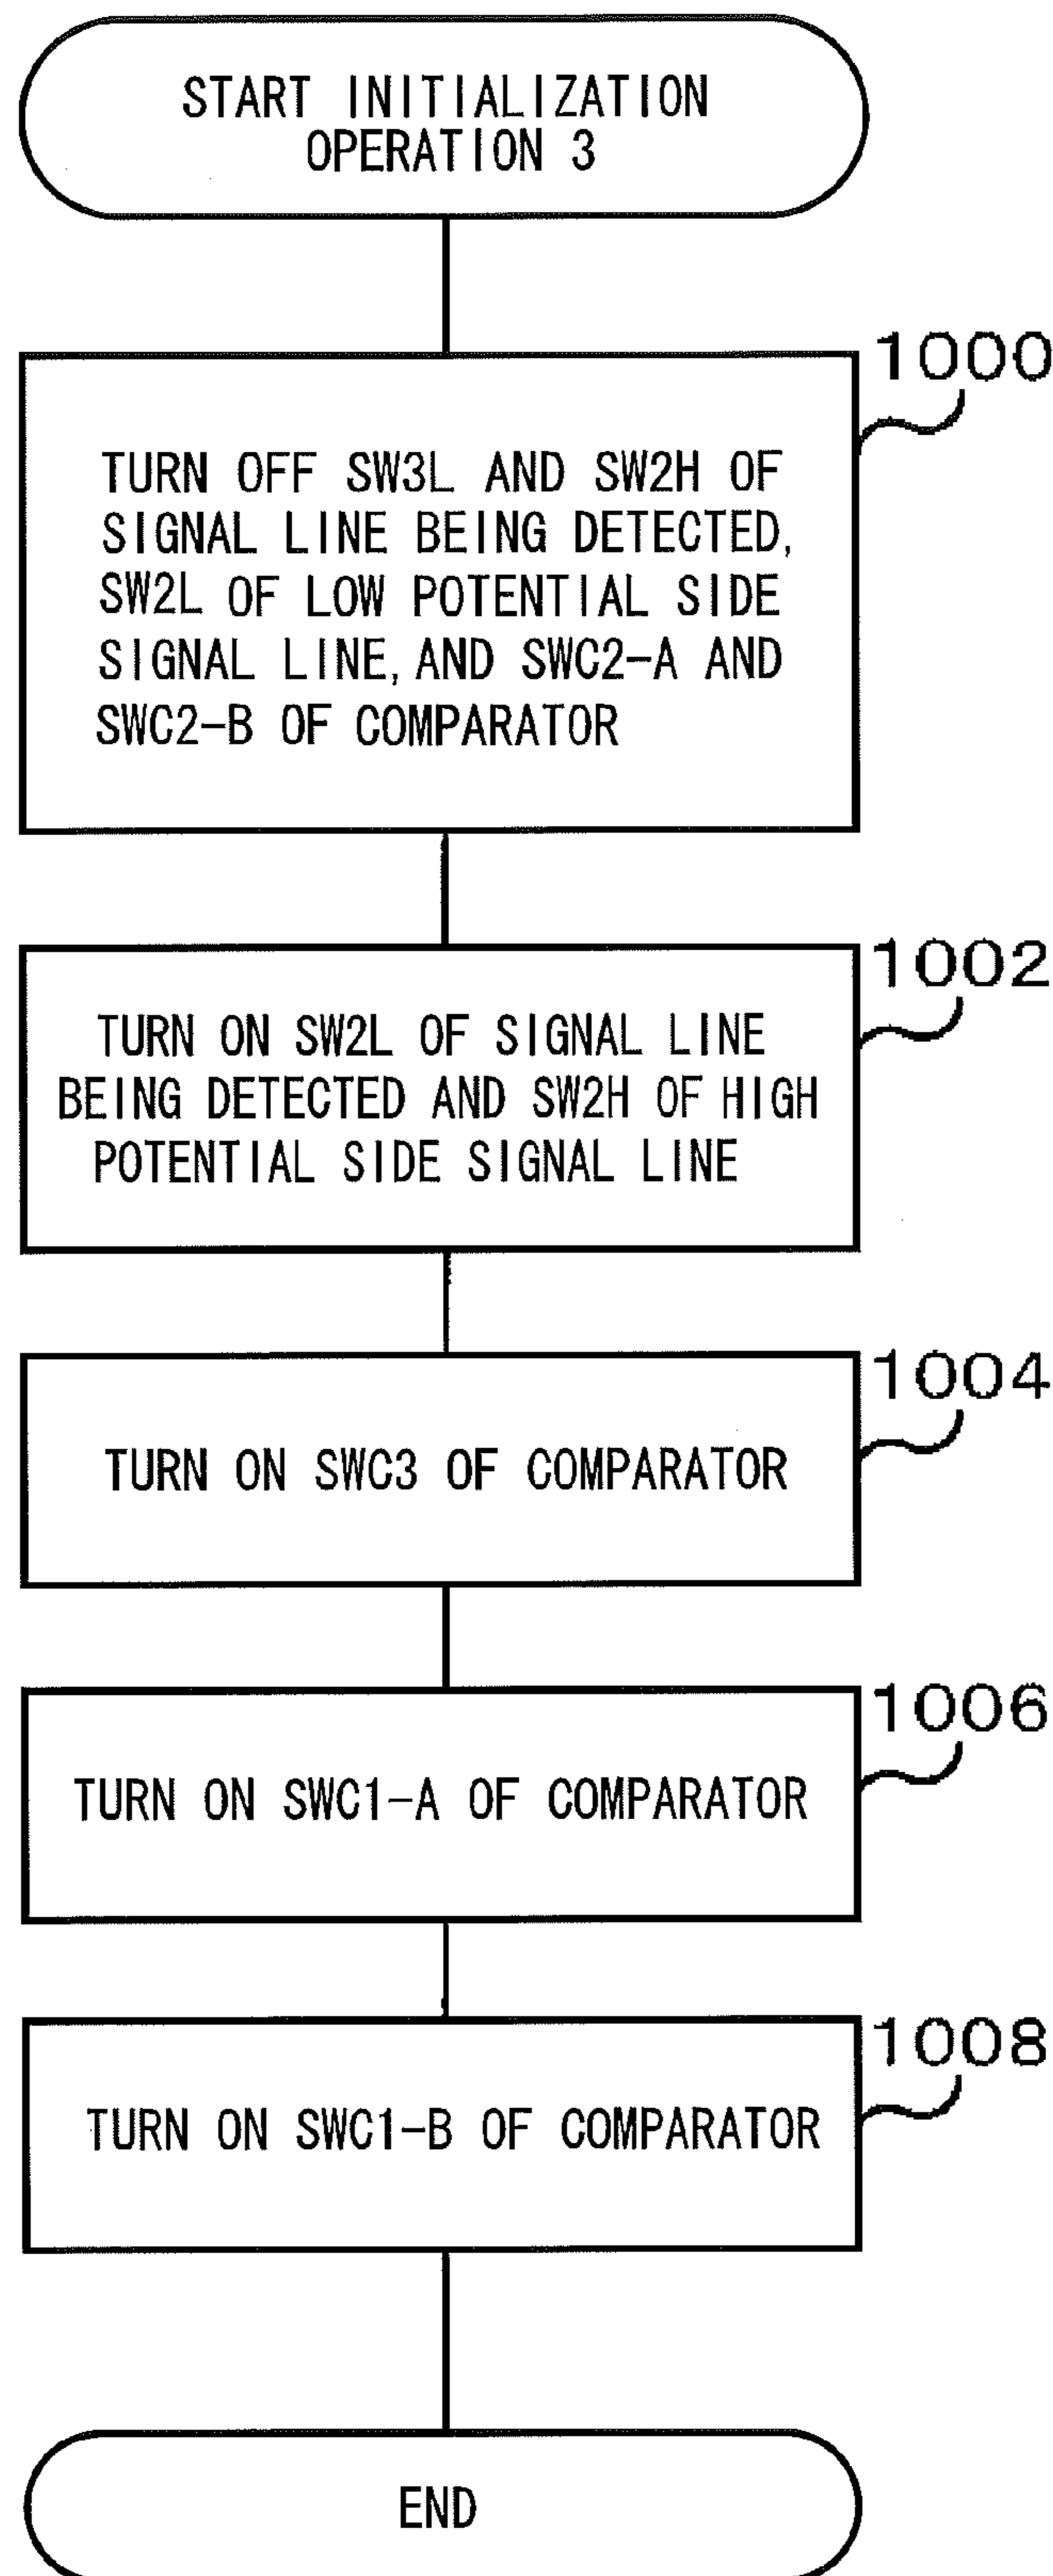 START INITIALIZATION
OPERATION 3
1000
TURN OFF SW3L AND SW2H OF
SIGNAL LINE BEING DETECTED,
SW2L OF LOW POTENTIAL SIDE
SIGNAL LINE, AND SWC2-A AND
SWC2-B OF COMPARATOR
1002
TURN ON SW2L OF SIGNAL LINE
BEING DETECTED AND SW2H OF HIGH
POTENTIAL SIDE SIGNAL LINE
1004
TURN ON SWC3 OF COMPARATOR
1006
TURN ON SWC1-A OF COMPARATOR
1008
TURN ON SWC1-B OF COMPARATOR
END